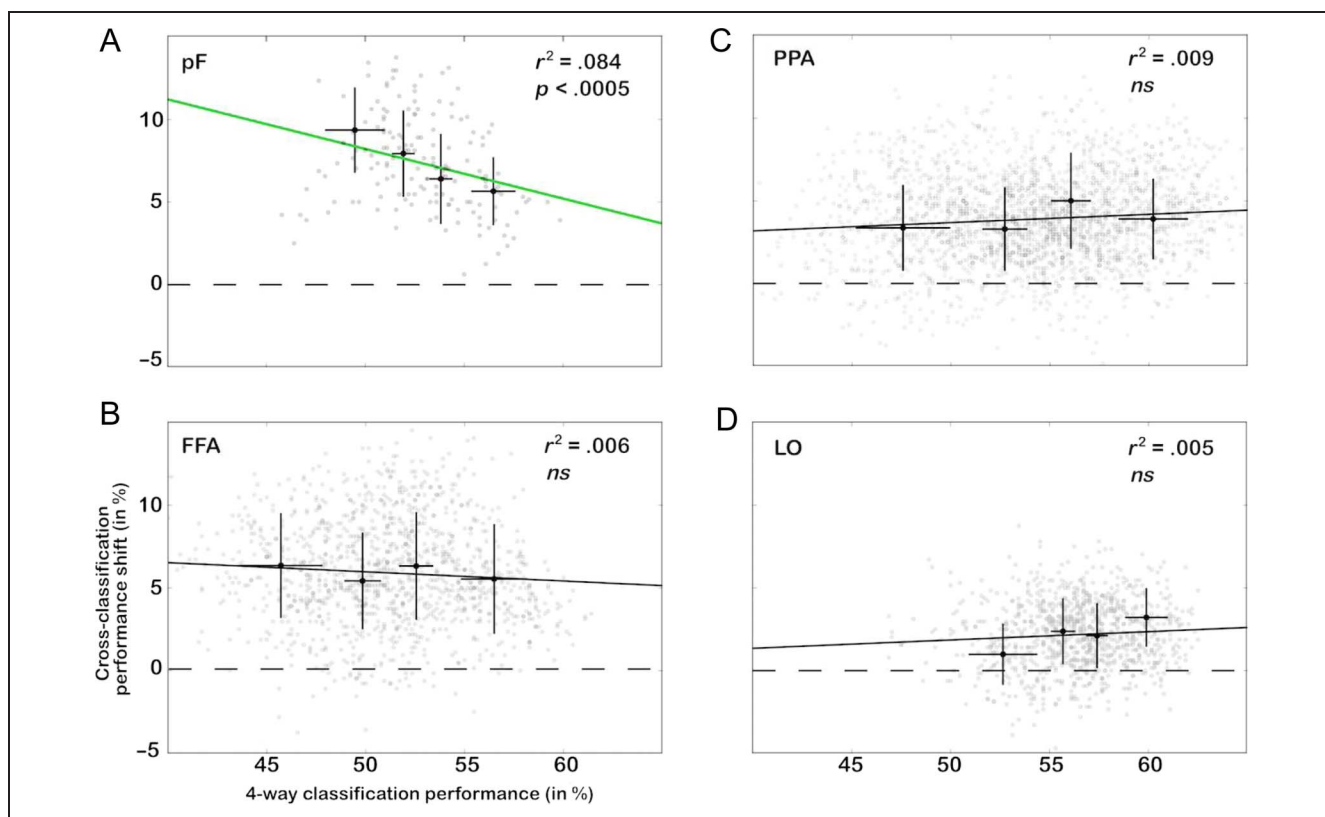 A
pF
r² = .084
p < .0005
10
5
0
−5
B
FFA
r² = .006
ns
10
5
0
−5
Cross-classification
performance shift (in %)
45
50
55
60
4-way classification performance (in %)
C
PPA
r² = .009
ns
D
LO
r² = .005
ns
45
50
55
60